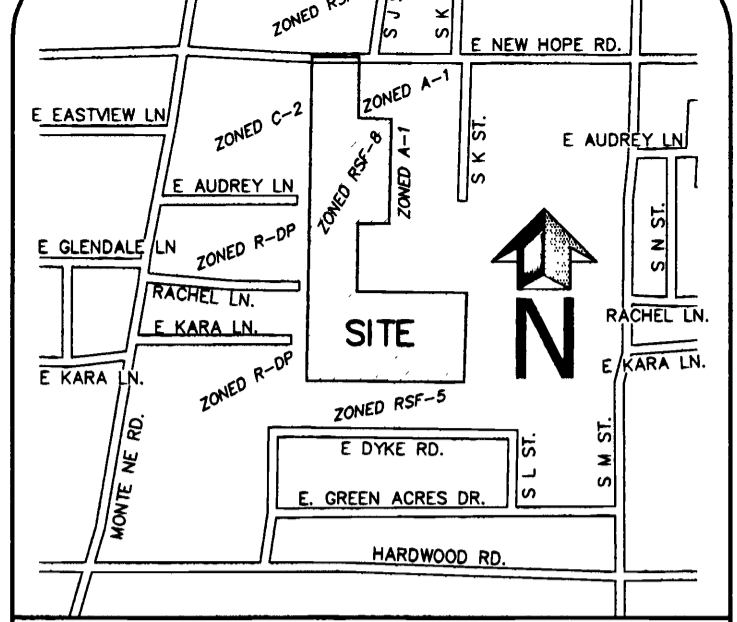 ZONED RSF-
S J S
S K
E NEW HOPE RD.
E EASTVIEW LN
ZONED C-2
ZONED A-1
ZONED RSF-8
ZONED A-1
S K ST.
E AUDREY LN
E AUDREY LN
E GLENDALE LN
ZONED R-DP
S N ST.
RACHEL LN.
E KARA LN.
SITE
N
RACHEL LN.
E KARA LN.
E KARA LN.
ZONED R-DP
ZONED RSF-5
MONTE NE RD.
E DYKE RD.
S L ST.
S M ST.
E. GREEN ACRES DR.
HARDWOOD RD.